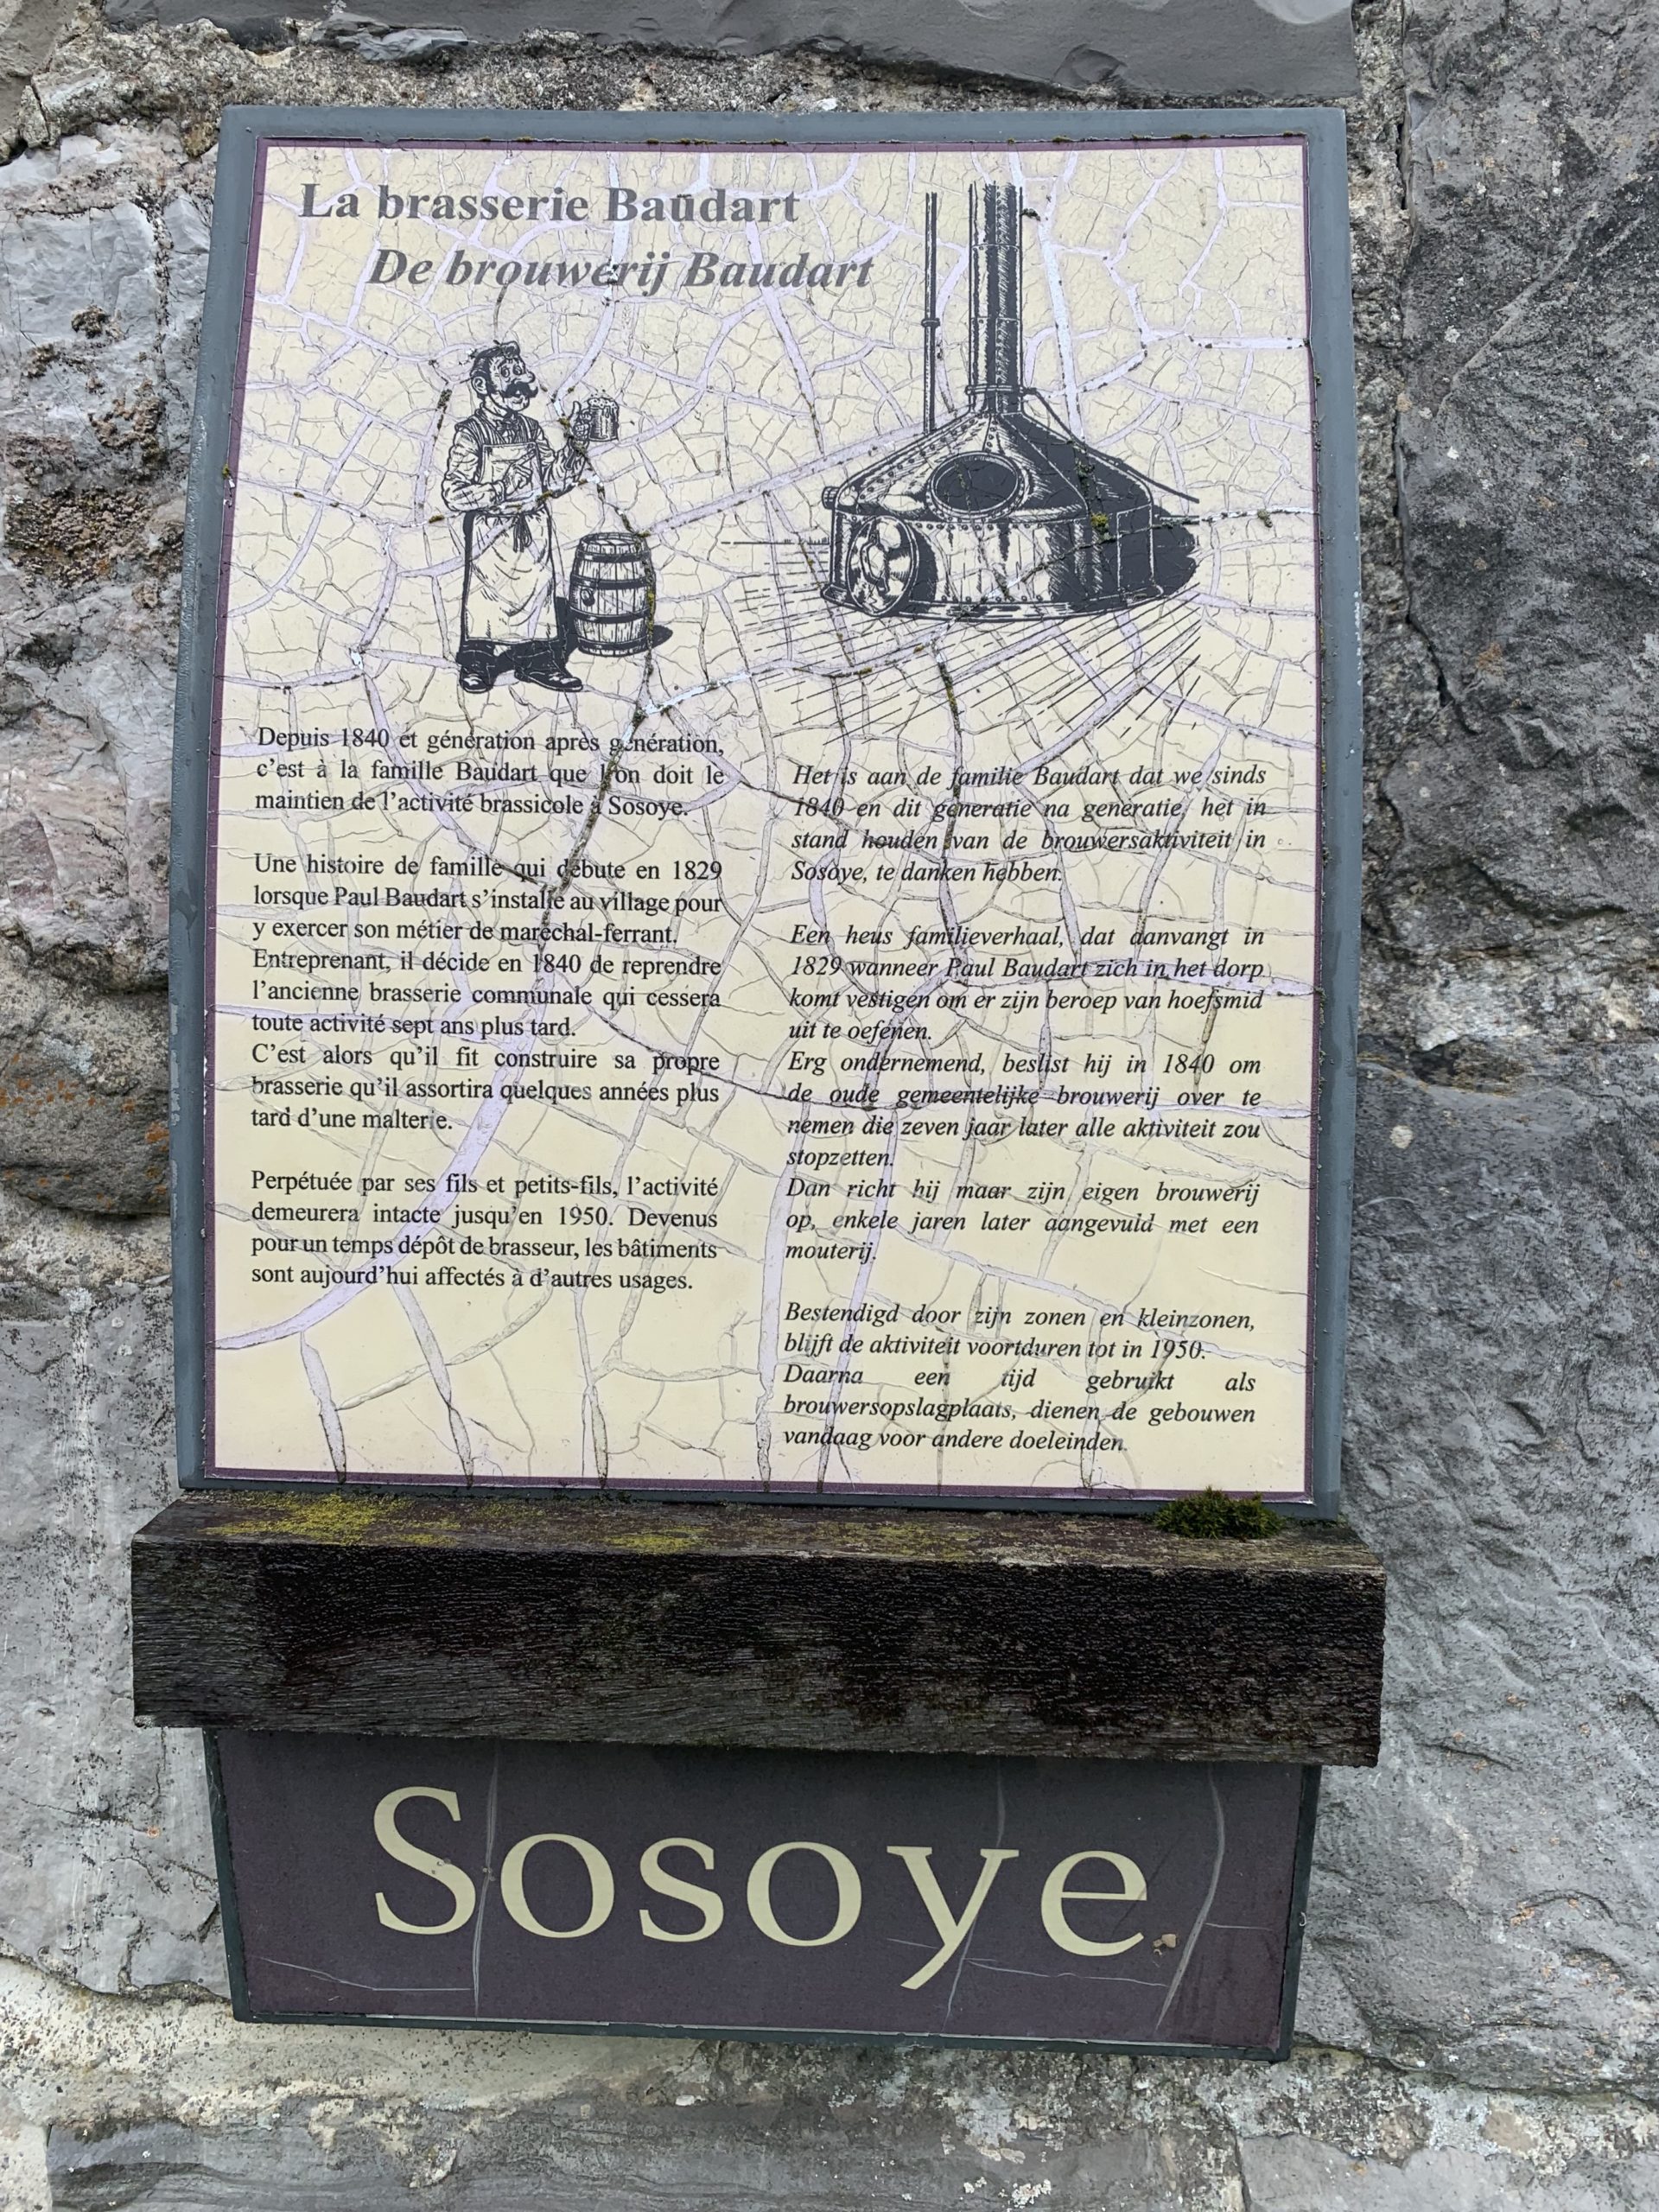 La brasserie Baudart
De brouwerij Baudart
Depuis 1840 et génération après génération,
c'est à la famille Baudart que l'on doit le
maintien de l'activité brassicole à Sosoye.
Une histoire de famille qui débute en 1829
lorsque Paul Baudart s'installe au village pour
y exercer son métier de maréchal-ferrant.
Entreprenant, il décide en 1840 de reprendre
l'ancienne brasserie communale qui cessera
toute activité sept ans plus tard.
C'est alors qu'il fit construire sa propre
brasserie qu'il assortira quelques années plus
tard d'une malterie.
Perpétuée par ses fils et petits-fils, l'activité
demeurera intacte jusqu'en 1950. Devenus
pour un temps dépôt de brasseur, les bâtiments
sont aujourd'hui affectés à d'autres usages.
Het is aan de familie Baudart dat we sinds
1840 en dit generatie na generatie, het in
stand houden van de brouwersaktiviteit in
Sosoye, te danken hebben.
Een heus familieverhaal, dat aanvangt in
1829 wanneer Paul Baudart zich in het dorp
komt vestigen om er zijn beroep van hoefsmid
uit te oefenen.
Erg ondernemend, beslist hij in 1840 om
de oude gemeentelijke brouwerij over te
nemen die zeven jaar later alle aktiviteit zou
stopzetten.
Dan richt hij maar zijn eigen brouwerij
op, enkele jaren later aangevuld met een
mouterij.
Bestendigd door zijn zonen en kleinzonen,
blijft de aktiviteit voortduren tot in 1950.
Daarna een tijd gebruikt als
brouwersopslagplaats, dienen de gebouwen
vandaag voor andere doeleinden.
Sosoye